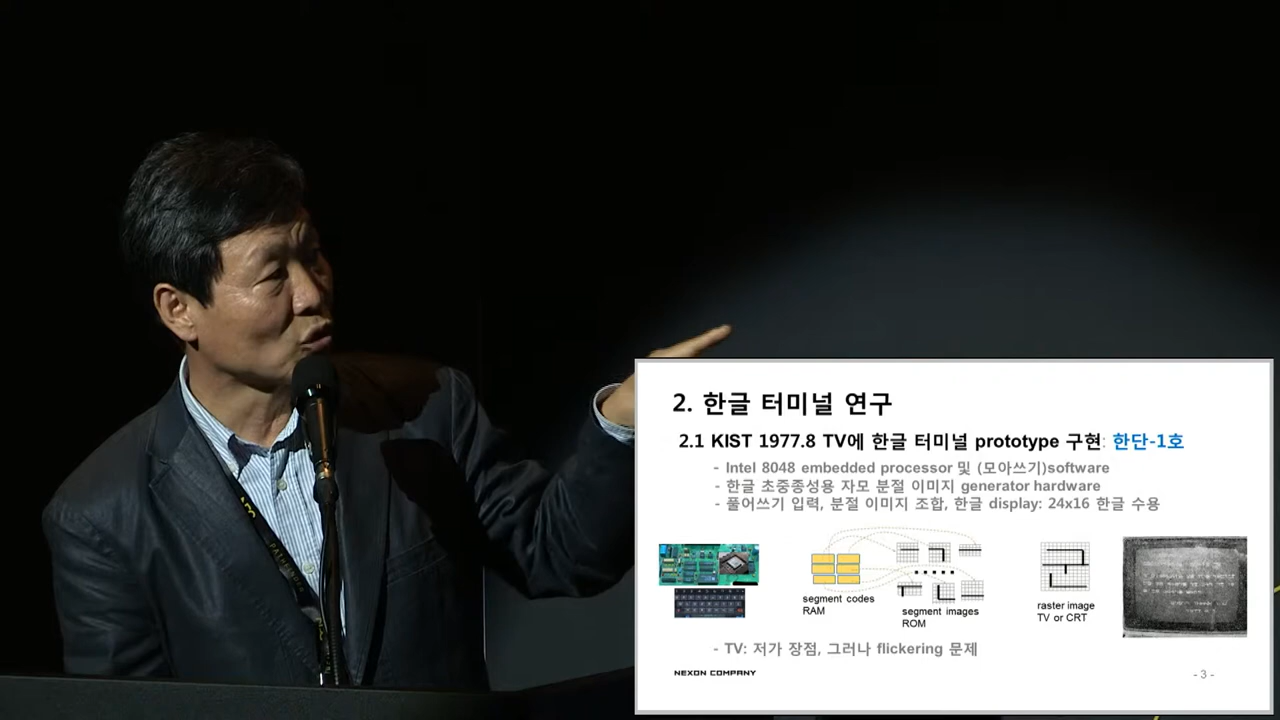 2. 한글 터미널 연구
2.1 KIST 1977.8 TV에 한글 터미널 prototype 구현: 한단-1호
- Intel 8048 embedded processor 및 (모아쓰기)software
- 한글 초중종성용 자모 분절 이미지 generator hardware
- 풀어쓰기 입력, 분절 이미지 조합, 한글 display: 24x16 한글 수용
segment codes
RAM
segment images
ROM
raster image
TV or CRT
- TV: 저가 장점, 그러나 flickering 문제
NEXON COMPANY
- 3 -